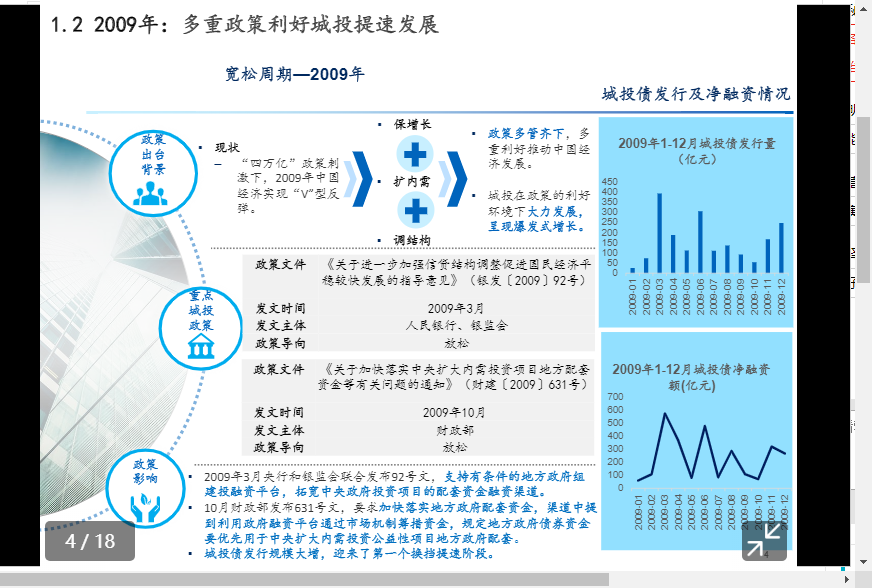 1.2 2009年：多重政策利好城投提速发展
宽松周期—2009年
城投债发行及净融资情况
政策
出台
背景
现状
“四万亿”政策刺
激下，2009年中国
经济实现“V”型反
弹。
保增长
扩内需
调结构
政策多管齐下，多
重利好推动中国经
济发展。
城投在政策的利好
环境下大力发展，
呈现爆发式增长。
2009年1-12月城投债发行量
（亿元）
450
400
350
300
250
200
150
100
50
0
2009-01
2009-02
2009-03
2009-04
2009-05
2009-06
2009-07
2009-08
2009-09
2009-10
2009-11
2009-12
重点
城投
政策
政策文件 《关于进一步加强信贷结构调整促进国民经济平
稳较快发展的指导意见》（银发〔2009〕92号）
发文时间 2009年3月
发文主体 人民银行、银监会
政策导向 放松
政策文件 《关于加快落实中央扩大内需投资项目地方配套
资金等有关问题的通知》（财建〔2009〕631号）
发文时间 2009年10月
发文主体 财政部
政策导向 放松
2009年1-12月城投债净融资
额(亿元)
700
600
500
400
300
200
100
0
2009-01
2009-02
2009-03
2009-04
2009-05
2009-06
2009-07
2009-08
2009-09
2009-10
2009-11
2009-12
政策
影响
2009年3月央行和银监会联合发布92号文，支持有条件的地方政府组
建投融资平台，拓宽中央政府投资项目的配套资金融资渠道。
10月财政部发布631号文，要求加快落实地方政府配套资金，渠道中提
到利用政府融资平台通过市场机制筹措资金，规定地方政府债券资金
要优先用于中央扩大内需投资公益性项目地方政府配套。
城投债发行规模大增，迎来了第一个换挡提速阶段。
4 / 18
4